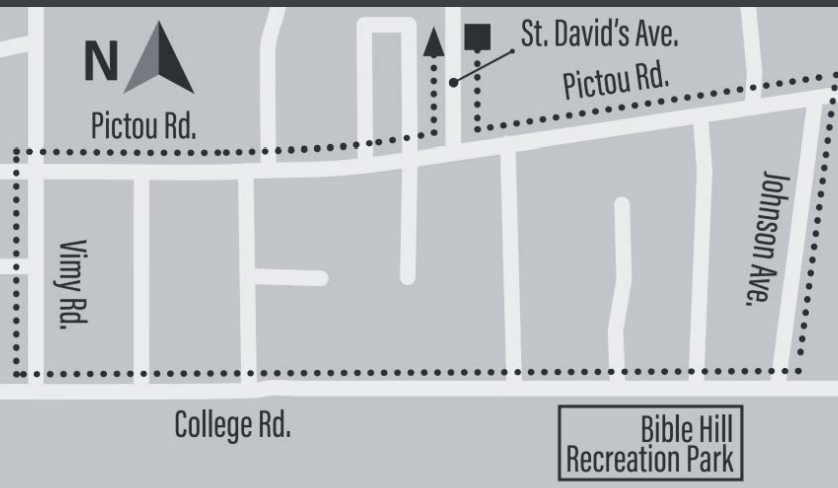 St. David's Ave.
N
Pictou Rd.
Pictou Rd.
Vimy Rd.
Johnson Ave.
College Rd.
Bible Hill
Recreation Park